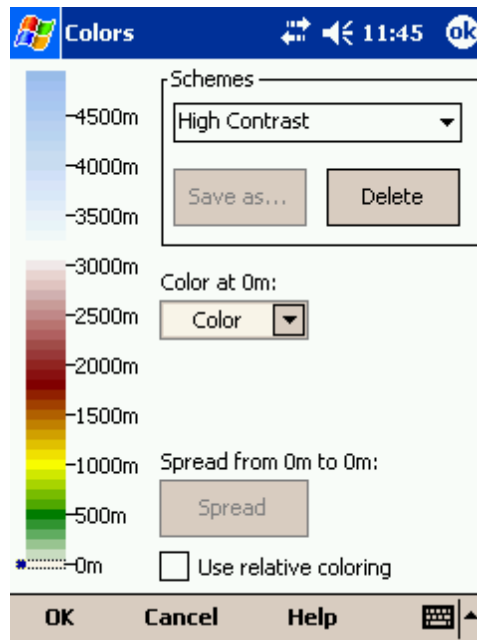 Colors 11:45 ok
Schemes
High Contrast
Save as... Delete
4500m
4000m
3500m
3000m
2500m
2000m
1500m
1000m
500m
0m
Color at 0m:
Color
Spread from 0m to 0m:
Spread
Use relative coloring
OK Cancel Help